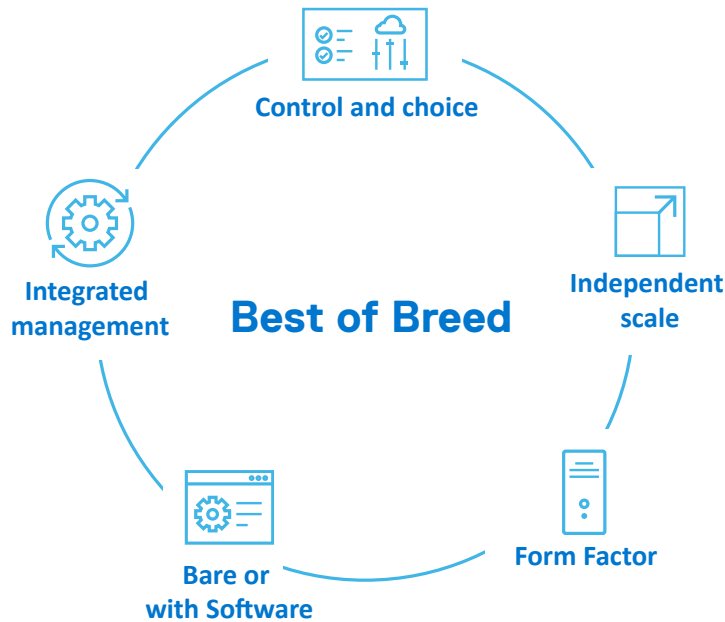 Control and choice
Independent
scale
Integrated
management
Best of Breed
Form Factor
Bare or
with Software